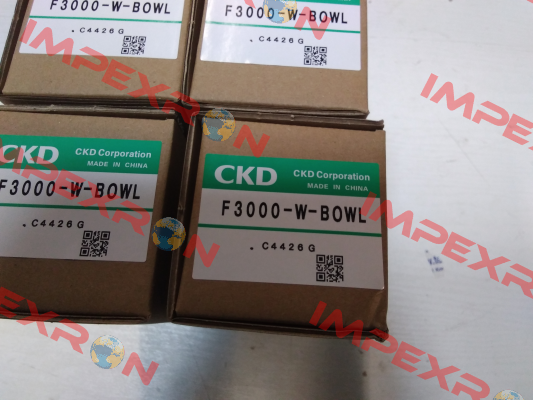 F3000-W-BOWL
.C4426G
F3000-W-BOWL
.C4426G
CKD
CKD Corporation
MADE IN CHINA
F3000-W-BOWL
.C4426G
CKD
CKD Corporation
MADE IN CHINA
F3000-W-BOWL
.C4426G
IMPEXRON
IMPEXRON
IMPEXRON
IMPEXRON
IMPEXRON